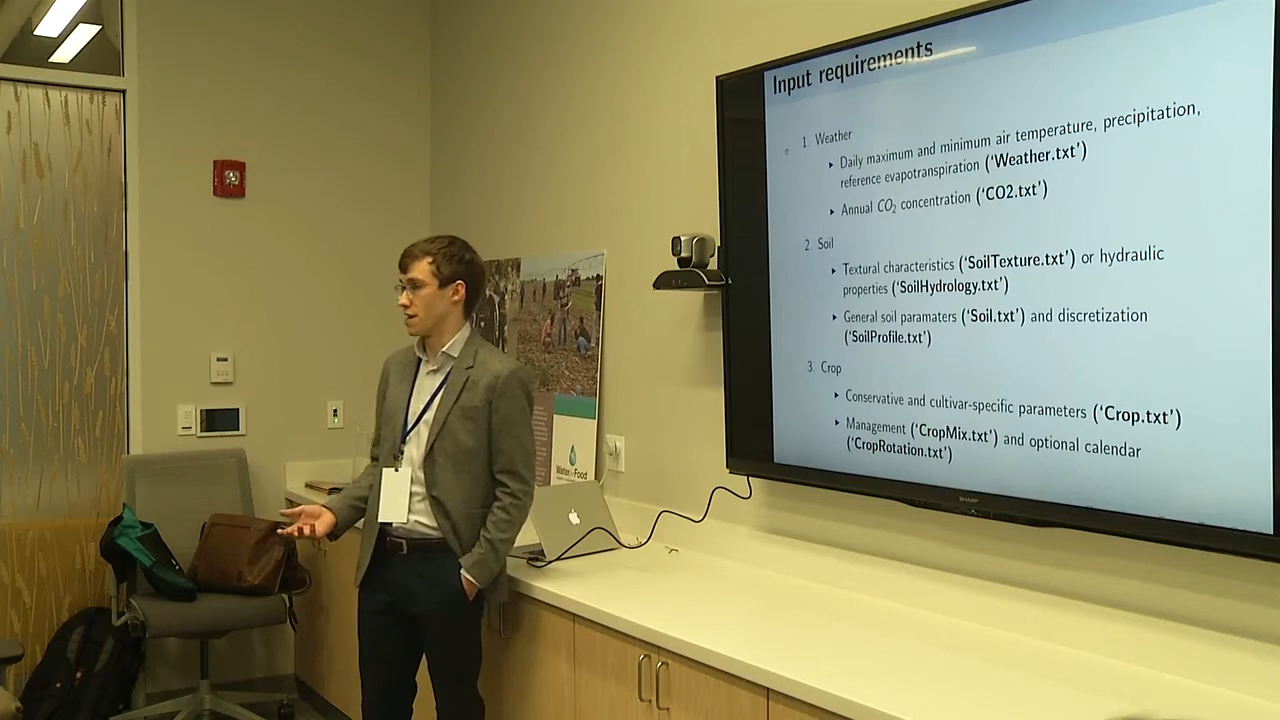 Input requirements
1. Weather
Daily maximum and minimum air temperature, precipitation,
reference evapotranspiration (‘Weather.txt’)
Annual CO2 concentration (‘CO2.txt’)
2. Soil
Textural characteristics (‘SoilTexture.txt’) or hydraulic
properties (‘SoilHydrology.txt’)
General soil paramaters (‘Soil.txt’) and discretization
(‘SoilProfile.txt’)
3. Crop
Conservative and cultivar-specific parameters (‘Crop.txt’)
Management (‘CropMix.txt’) and optional calendar
(‘CropRotation.txt’)
SHARP
Water for Food